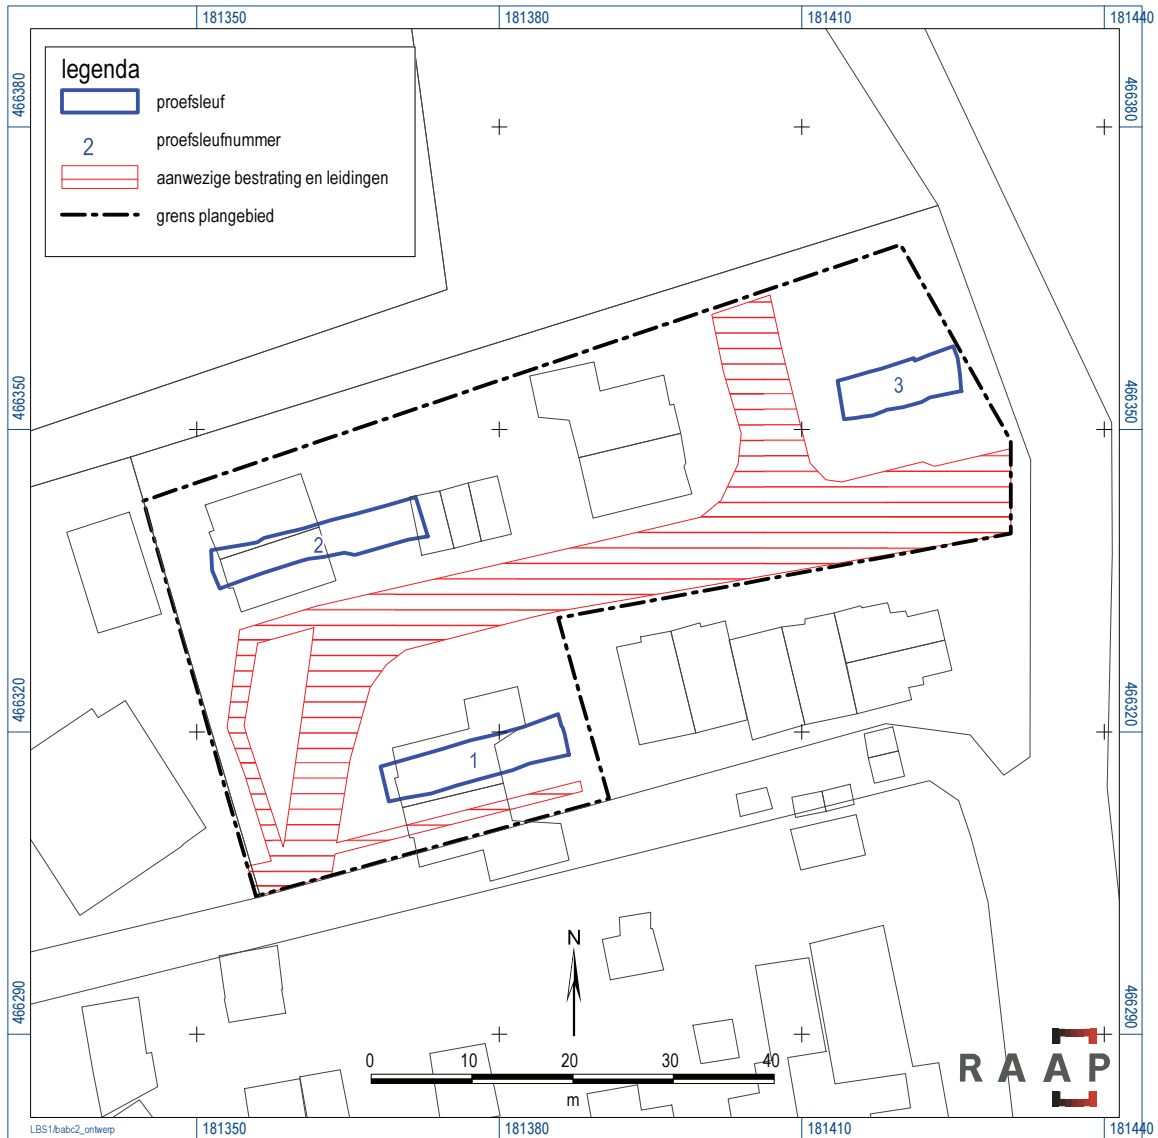 181350
181380
181410
181440
466380
466380
legenda
proefsleuf
2
proefsleufnummer
aanwezige bestrating en leidingen
grens plangebied
466350
466350
3
2
466320
466320
1
N
466290
466290
0
10
20
30
40
m
RAAP
LBS1/babc2_ontwerp
181350
181380
181410
181440